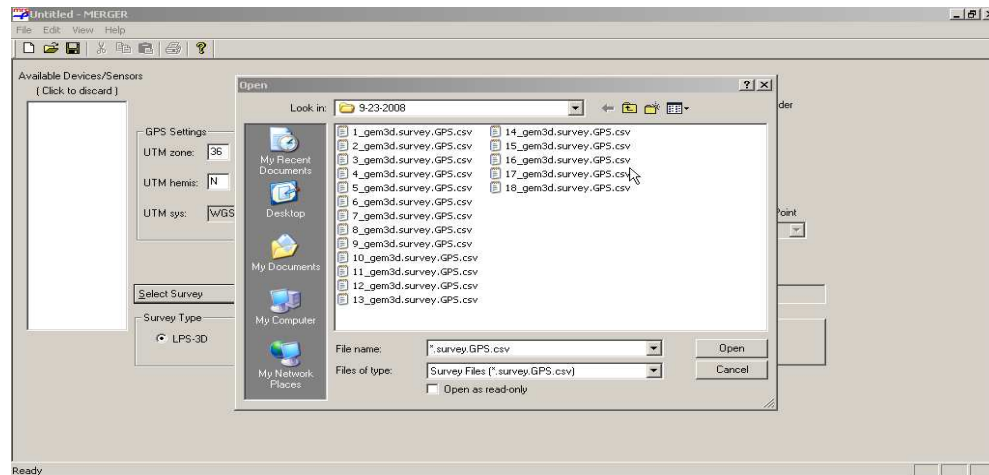 Untitled - MERGER
File Edit View Help
Available Devices/Sensors
( Click to discard )
GPS Settings
UTM zone: 36
UTM hemis: N
UTM sys: WGS
Select Survey
Survey Type
LPS-3D
der
Point
Open
Look in: 9-23-2008
My Recent Documents
Desktop
My Documents
My Computer
My Network Places
1_gem3d.survey.GPS.csv
2_gem3d.survey.GPS.csv
3_gem3d.survey.GPS.csv
4_gem3d.survey.GPS.csv
5_gem3d.survey.GPS.csv
6_gem3d.survey.GPS.csv
7_gem3d.survey.GPS.csv
8_gem3d.survey.GPS.csv
9_gem3d.survey.GPS.csv
10_gem3d.survey.GPS.csv
11_gem3d.survey.GPS.csv
12_gem3d.survey.GPS.csv
13_gem3d.survey.GPS.csv
14_gem3d.survey.GPS.csv
15_gem3d.survey.GPS.csv
16_gem3d.survey.GPS.csv
17_gem3d.survey.GPS.csv
18_gem3d.survey.GPS.csv
File name: *.survey.GPS.csv
Open
Files of type: Survey Files (*.survey.GPS.csv)
Cancel
Open as read-only
Ready